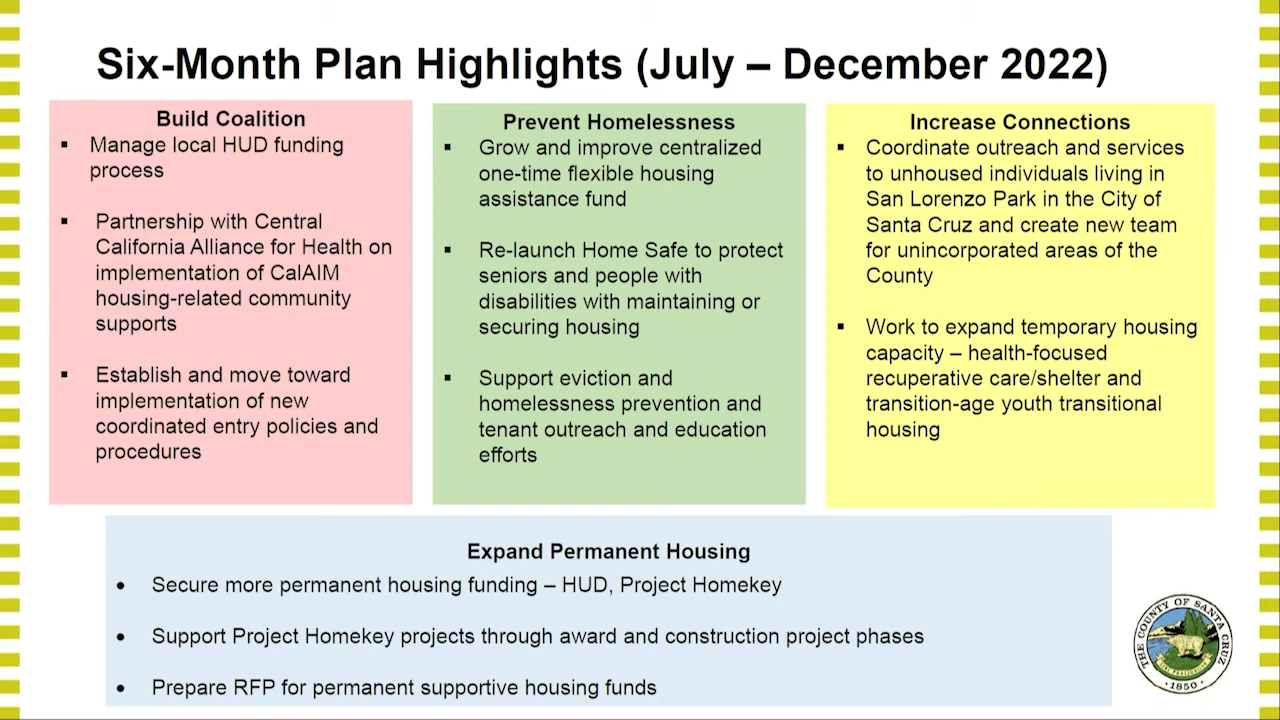 Six-Month Plan Highlights (July – December 2022)
Build Coalition
▪ Manage local HUD funding
process
▪ Partnership with Central
California Alliance for Health on
implementation of CalAIM
housing-related community
supports
▪ Establish and move toward
implementation of new
coordinated entry policies and
procedures
Prevent Homelessness
▪ Grow and improve centralized
one-time flexible housing
assistance fund
▪ Re-launch Home Safe to protect
seniors and people with
disabilities with maintaining or
securing housing
▪ Support eviction and
homelessness prevention and
tenant outreach and education
efforts
Increase Connections
▪ Coordinate outreach and services
to unhoused individuals living in
San Lorenzo Park in the City of
Santa Cruz and create new team
for unincorporated areas of the
County
▪ Work to expand temporary housing
capacity – health-focused
recuperative care/shelter and
transition-age youth transitional
housing
Expand Permanent Housing
• Secure more permanent housing funding – HUD, Project Homekey
• Support Project Homekey projects through award and construction project phases
• Prepare RFP for permanent supportive housing funds
THE COUNTY OF SANTA CRUZ
· 1850 ·